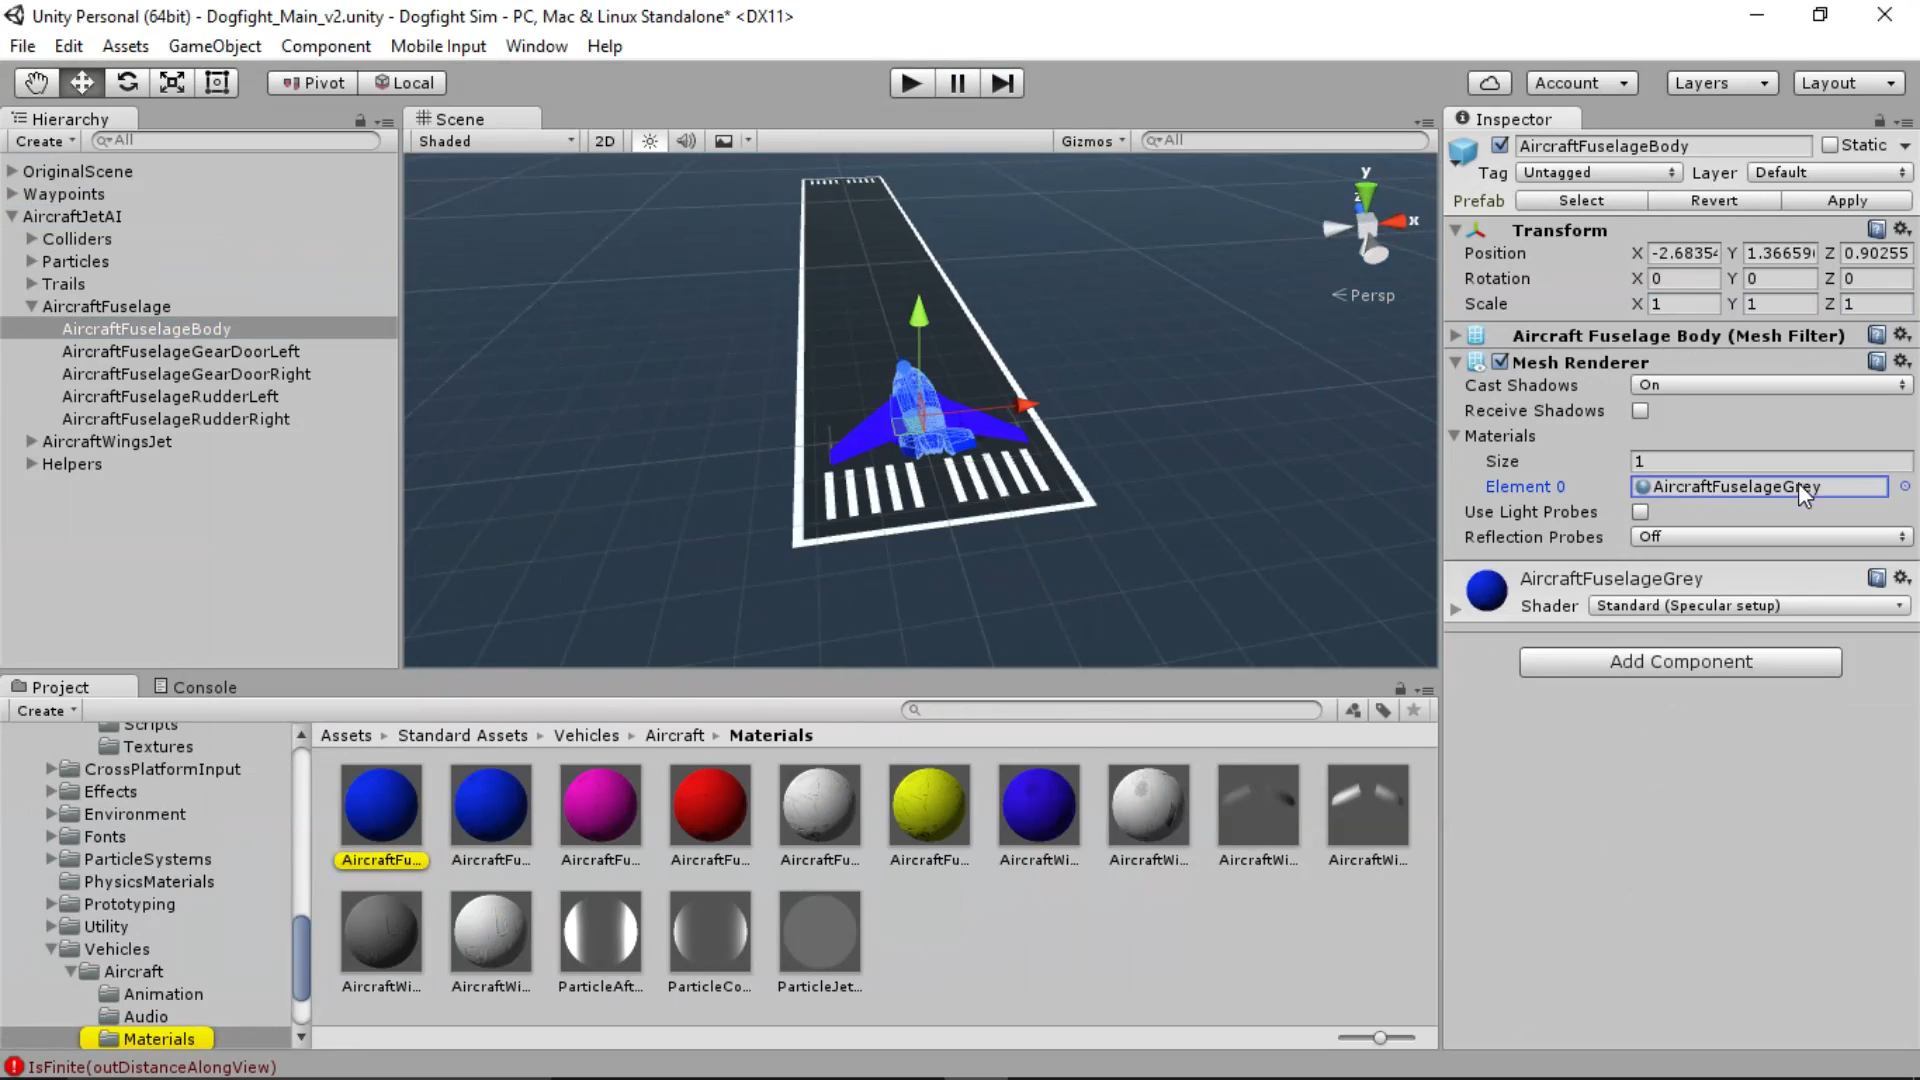 Unity Personal (64bit) - Dogfight_Main_v2.unity - Dogfight Sim - PC, Mac & Linux Standalone* <DX11>
File Edit Assets GameObject Component Mobile Input Window Help
Pivot Local Account Layers Layout
Hierarchy
Create All
OriginalScene
Waypoints
AircraftJetAI
Colliders
Particles
Trails
AircraftFuselage
AircraftFuselageBody
AircraftFuselageGearDoorLeft
AircraftFuselageGearDoorRight
AircraftFuselageRudderLeft
AircraftFuselageRudderRight
AircraftWingsJet
Helpers
Scene
Shaded 2D Gizmos All
y
z
x
Persp
Inspector
AircraftFuselageBody Static
Tag Untagged Layer Default
Prefab Select Revert Apply
Transform
Position X -2.6835 Y 1.36659 Z 0.90255
Rotation X 0 Y 0 Z 0
Scale X 1 Y 1 Z 1
Aircraft Fuselage Body (Mesh Filter)
Mesh Renderer
Cast Shadows On
Receive Shadows
Materials
Size 1
Element 0 AircraftFuselageGrey
Use Light Probes
Reflection Probes Off
AircraftFuselageGrey
Shader Standard (Specular setup)
Add Component
Project Console
Create
Scripts
Textures
CrossPlatformInput
Effects
Environment
Fonts
ParticleSystems
PhysicsMaterials
Prototyping
Utility
Vehicles
Aircraft
Animation
Audio
Materials
Assets Standard Assets Vehicles Aircraft Materials
AircraftFu... AircraftFu... AircraftFu... AircraftFu... AircraftFu... AircraftFu... AircraftWi... AircraftWi... AircraftWi... AircraftWi...
AircraftWi... AircraftWi... ParticleAft... ParticleCo... ParticleJet...
IsFinite(outDistanceAlongView)